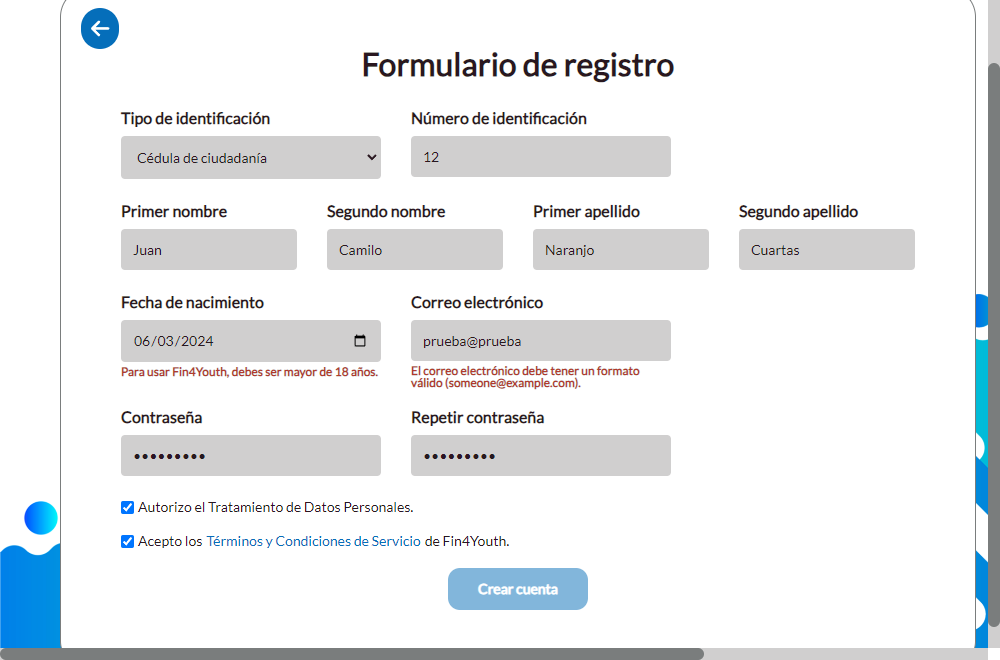 Formulario de registro
Tipo de identificación Número de identificación
Cédula de ciudadanía 12
Primer nombre Segundo nombre Primer apellido Segundo apellido
Juan Camilo Naranjo Cuartas
Fecha de nacimiento Correo electrónico
06/03/2024 prueba@prueba
Para usar Fin4Youth, debes ser mayor de 18 años.
El correo electrónico debe tener un formato
válido (someone@example.com).
Contraseña Repetir contraseña
••••••••• •••••••••
Autorizo el Tratamiento de Datos Personales.
Acepto los Términos y Condiciones de Servicio de Fin4Youth.
Crear cuenta